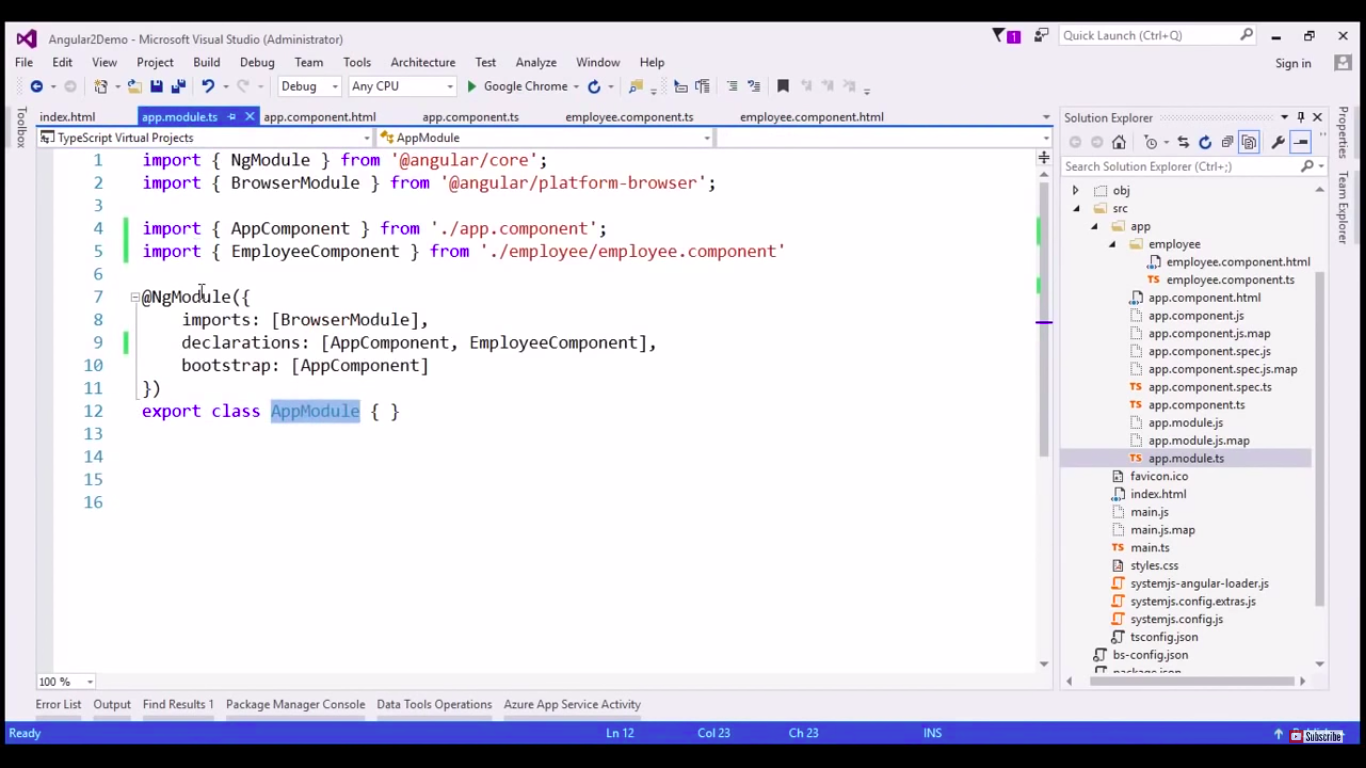 Angular2Demo - Microsoft Visual Studio (Administrator)
1
Quick Launch (Ctrl+Q)
File Edit View Project Build Debug Team Tools Architecture Test Analyze Window Help
Sign in
Debug Any CPU Google Chrome
Toolbox
index.html app.module.ts app.component.html app.component.ts employee.component.ts employee.component.html
TypeScript Virtual Projects AppModule
1 import { NgModule } from '@angular/core';
2 import { BrowserModule } from '@angular/platform-browser';
3
4 import { AppComponent } from './app.component';
5 import { EmployeeComponent } from './employee/employee.component'
6
7 @NgModule({
8 imports: [BrowserModule],
9 declarations: [AppComponent, EmployeeComponent],
10 bootstrap: [AppComponent]
11 })
12 export class AppModule { }
13
14
15
16
100 %
Solution Explorer
Search Solution Explorer (Ctrl+;)
obj
src
app
employee
employee.component.html
TS employee.component.ts
app.component.html
app.component.js
app.component.js.map
app.component.spec.js
app.component.spec.js.map
TS app.component.spec.ts
TS app.component.ts
app.module.js
app.module.js.map
TS app.module.ts
favicon.ico
index.html
main.js
main.js.map
TS main.ts
styles.css
systemjs-angular-loader.js
systemjs.config.extras.js
systemjs.config.js
tsconfig.json
bs-config.json
package.json
Properties
Team Explorer
Error List Output Find Results 1 Package Manager Console Data Tools Operations Azure App Service Activity
Ready Ln 12 Col 23 Ch 23 INS
Subscribe